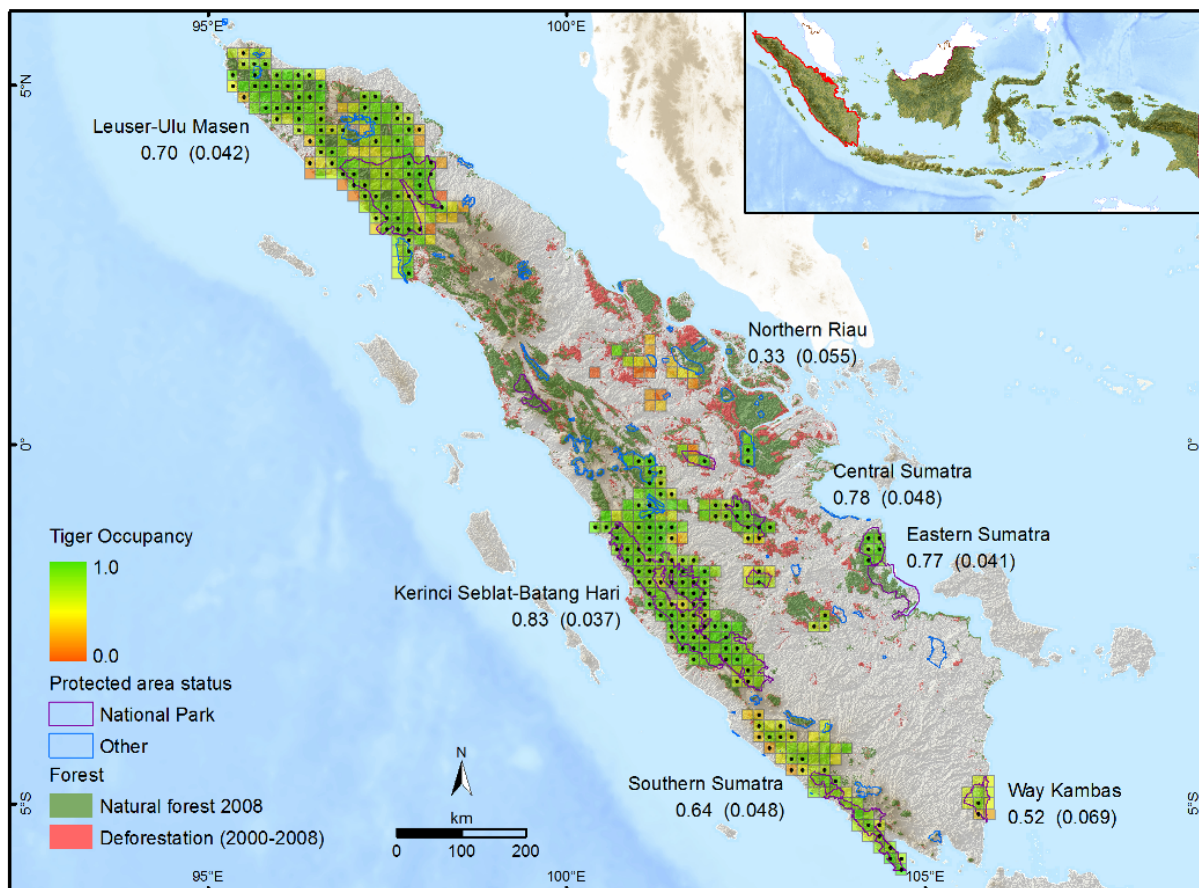 95°E
100°E
5°N
Leuser-Ulu Masen
0.70 (0.042)
Northern Riau
0.33 (0.055)
0°
0°
Central Sumatra
0.78 (0.048)
Eastern Sumatra
0.77 (0.041)
Kerinci Seblat-Batang Hari
0.83 (0.037)
Tiger Occupancy
1.0
0.0
Protected area status
National Park
Other
Forest
Natural forest 2008
Deforestation (2000-2008)
N
km
0 100 200
Southern Sumatra
0.64 (0.048)
Way Kambas
0.52 (0.069)
5°S
5°S
95°E
100°E
105°E